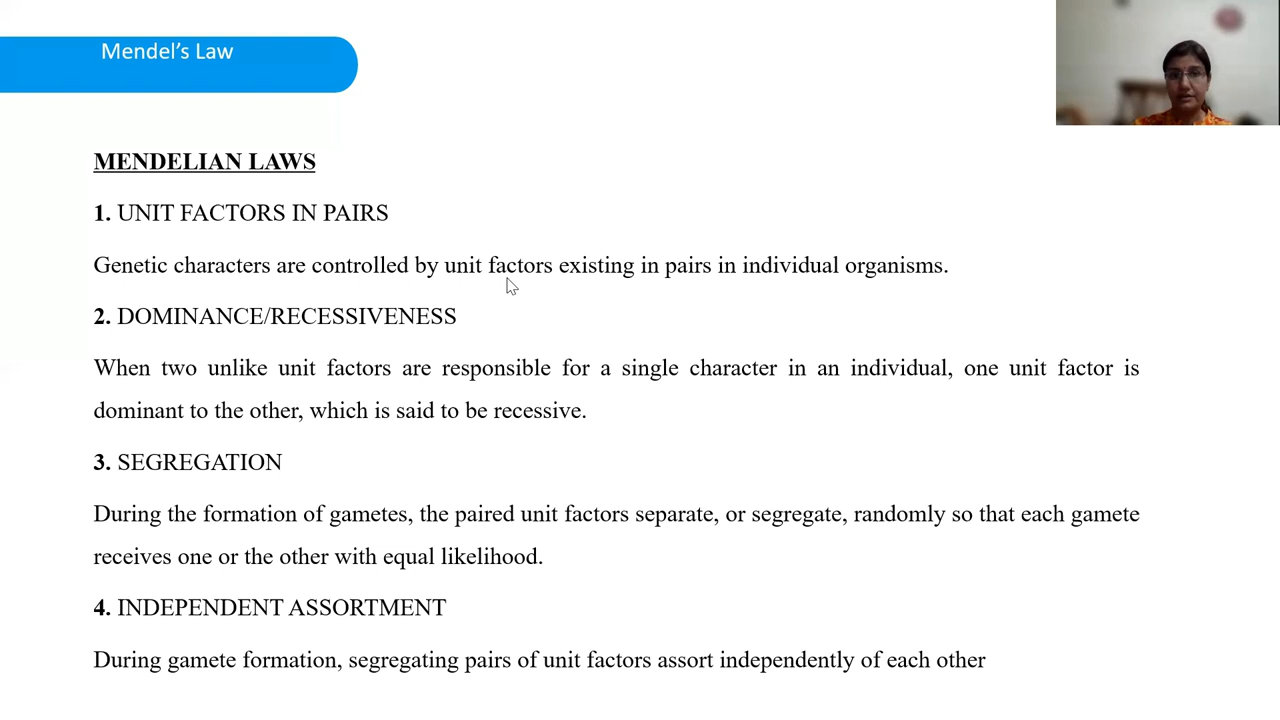 Mendel’s Law
MENDELIAN LAWS
1. UNIT FACTORS IN PAIRS
Genetic characters are controlled by unit factors existing in pairs in individual organisms.
2. DOMINANCE/RECESSIVENESS
When two unlike unit factors are responsible for a single character in an individual, one unit factor is
dominant to the other, which is said to be recessive.
3. SEGREGATION
During the formation of gametes, the paired unit factors separate, or segregate, randomly so that each gamete
receives one or the other with equal likelihood.
4. INDEPENDENT ASSORTMENT
During gamete formation, segregating pairs of unit factors assort independently of each other